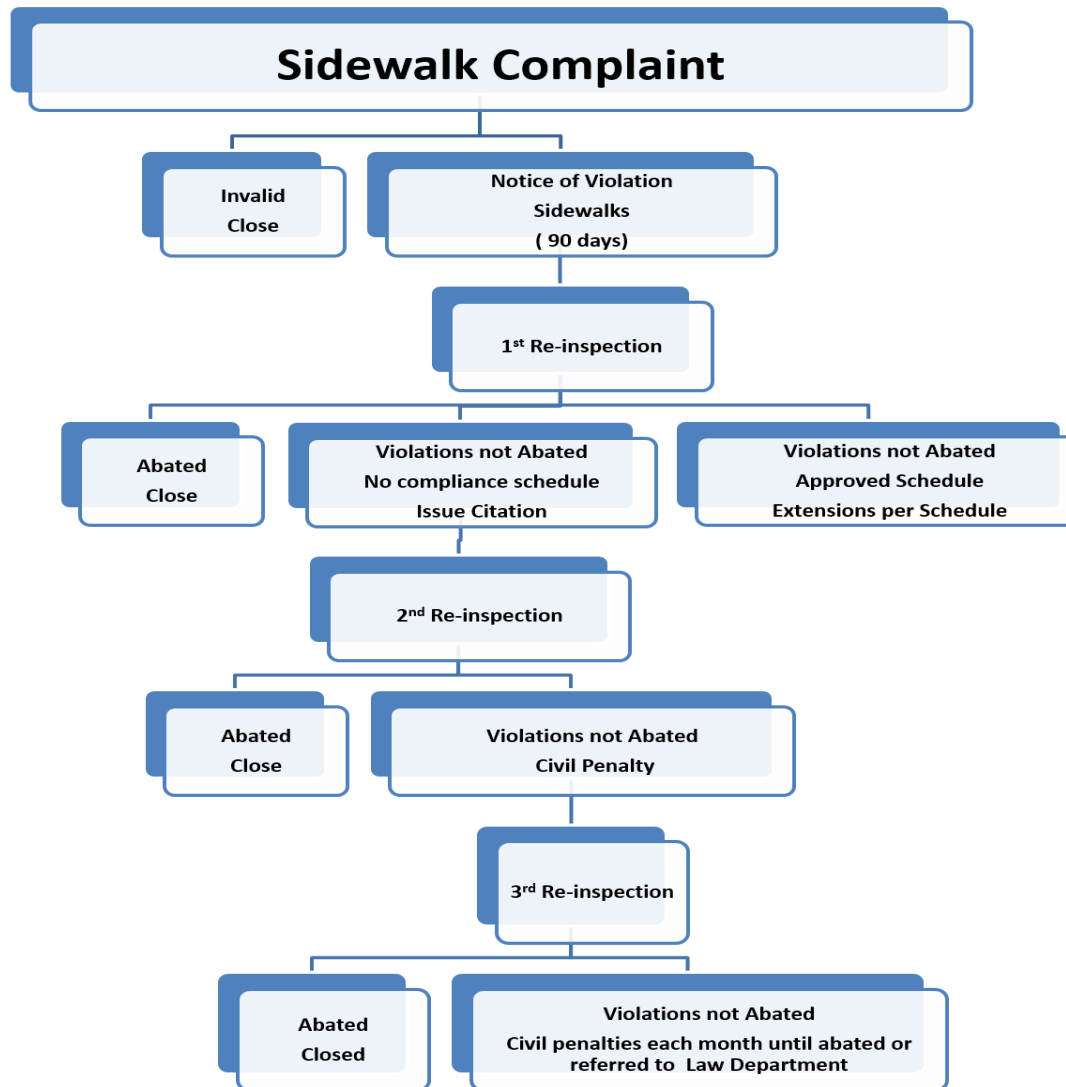 Sidewalk Complaint
Invalid
Close
Notice of Violation
Sidewalks
( 90 days)
1st Re-inspection
Abated
Close
Violations not Abated
No compliance schedule
Issue Citation
Violations not Abated
Approved Schedule
Extensions per Schedule
2nd Re-inspection
Abated
Close
Violations not Abated
Civil Penalty
3rd Re-inspection
Abated
Closed
Violations not Abated
Civil penalties each month until abated or
referred to Law Department